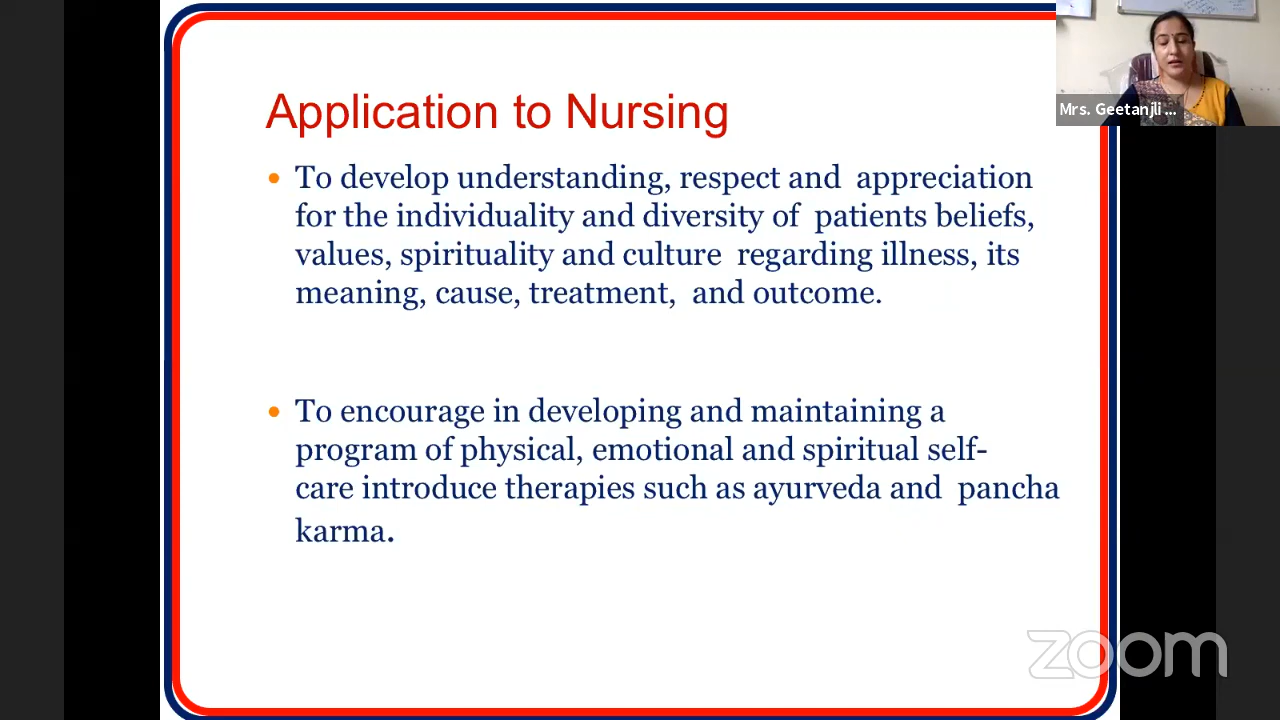 Application to Nursing
• To develop understanding, respect and appreciation
for the individuality and diversity of patients beliefs,
values, spirituality and culture regarding illness, its
meaning, cause, treatment, and outcome.
• To encourage in developing and maintaining a
program of physical, emotional and spiritual self-
care introduce therapies such as ayurveda and pancha
karma.
Mrs. Geetanjli ...
zoom